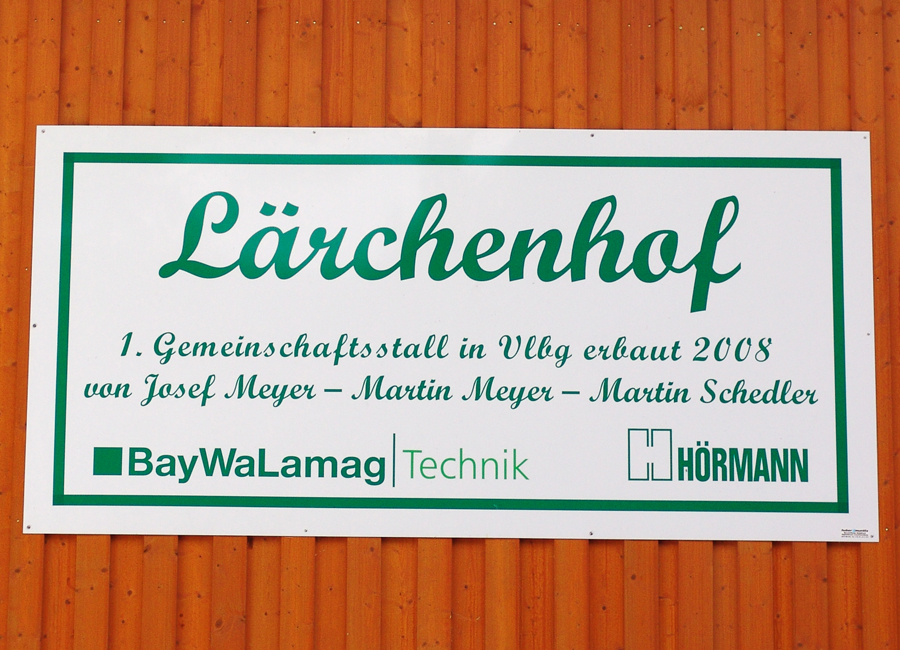 Lärchenhof
1. Gemeinschaftsstall in Vlbg erbaut 2008
von Josef Meyer – Martin Meyer – Martin Schedler
BayWaLamag Technik
HÖRMANN